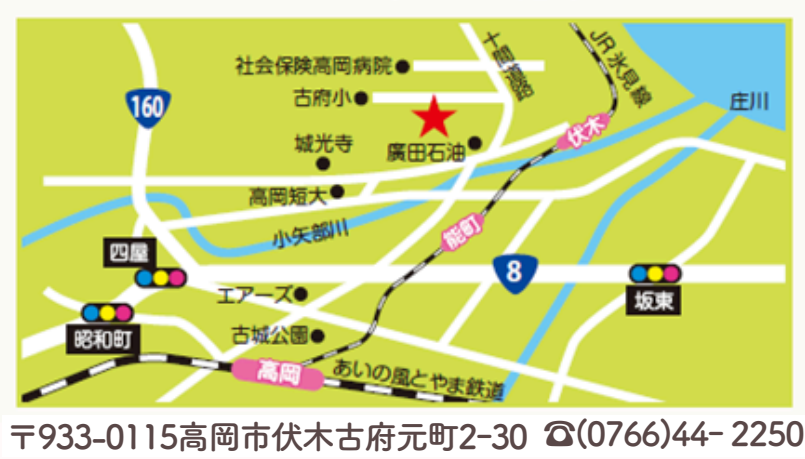 十間道路
JR氷見線
社会保険高岡病院
160
古府小
庄川
伏木
城光寺
廣田石油
高岡短大
小矢部川
能町
四屋
8
エアーズ
坂東
昭和町
古城公園
高岡
あいの風とやま鉄道
〒933-0115高岡市伏木古府元町2-30 ☎(0766)44- 2250